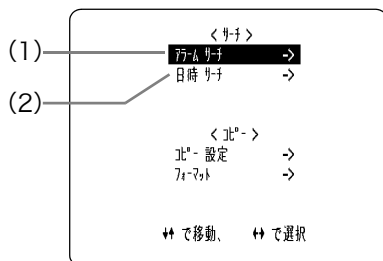 < サーチ >
(1) アラーム サーチ ->
(2) 日時 サーチ ->
< コピー >
コピー 設定 ->
フォーマット ->
↓↑ で移動、 ←→ で選択